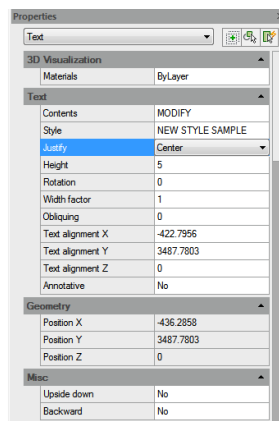 Properties
Text
3D Visualization
Materials ByLayer
Text
Contents MODIFY
Style NEW STYLE SAMPLE
Justify Center
Height 5
Rotation 0
Width factor 1
Obliquing 0
Text alignment X -422.7956
Text alignment Y 3487.7803
Text alignment Z 0
Annotative No
Geometry
Position X -436.2858
Position Y 3487.7803
Position Z 0
Misc
Upside down No
Backward No